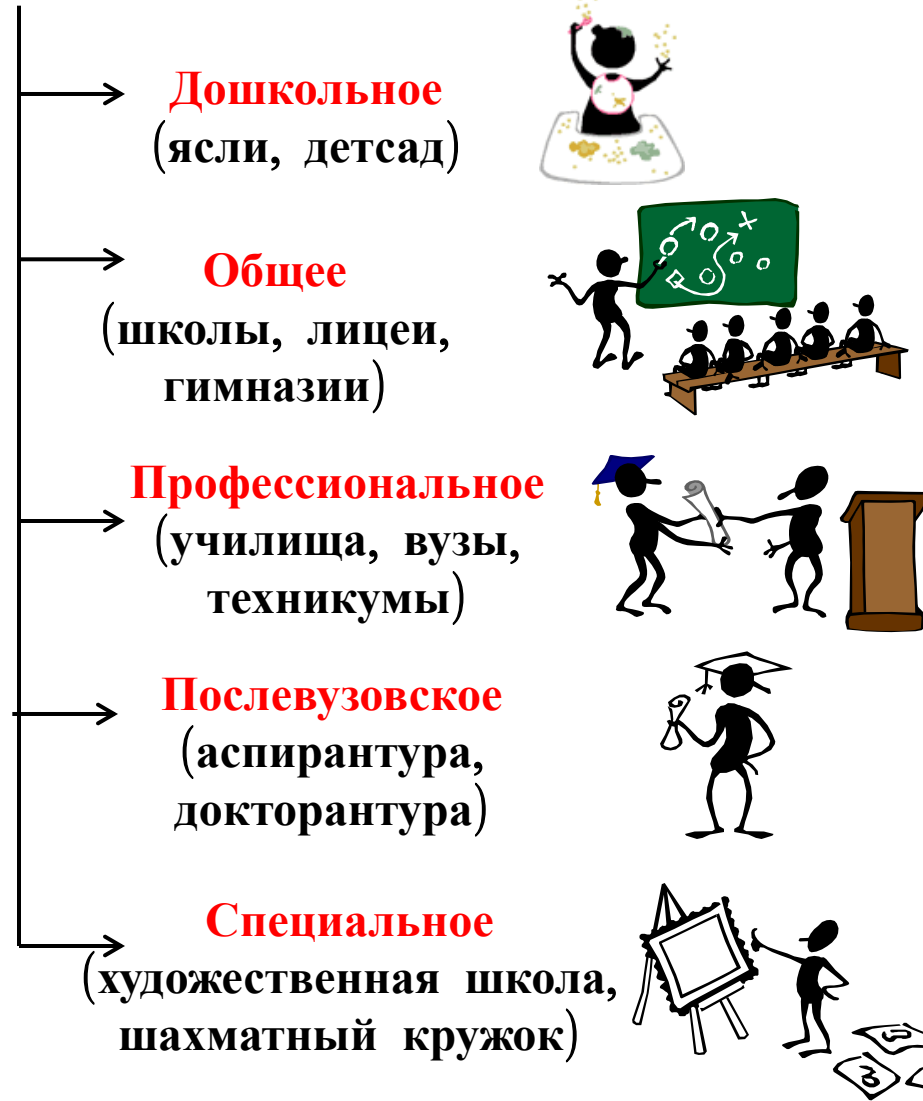 Дошкольное
(ясли, детсад)
Общее
(школы, лицеи,
гимназии)
Профессиональное
(училища, вузы,
техникумы)
Послевузовское
(аспирантура,
докторантура)
Специальное
(художественная школа,
шахматный кружок)